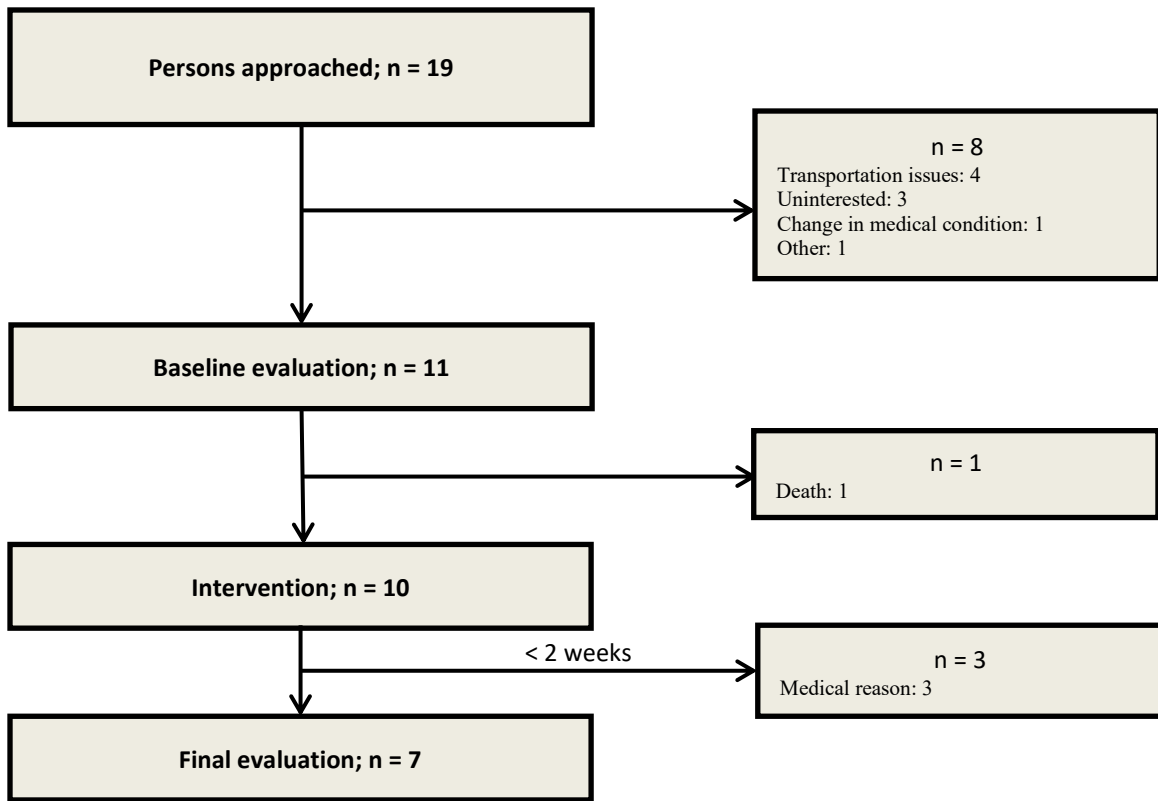 Persons approached; n = 19
n = 8
Transportation issues: 4
Uninterested: 3
Change in medical condition: 1
Other: 1
Baseline evaluation; n = 11
n = 1
Death: 1
Intervention; n = 10
< 2 weeks
n = 3
Medical reason: 3
Final evaluation; n = 7